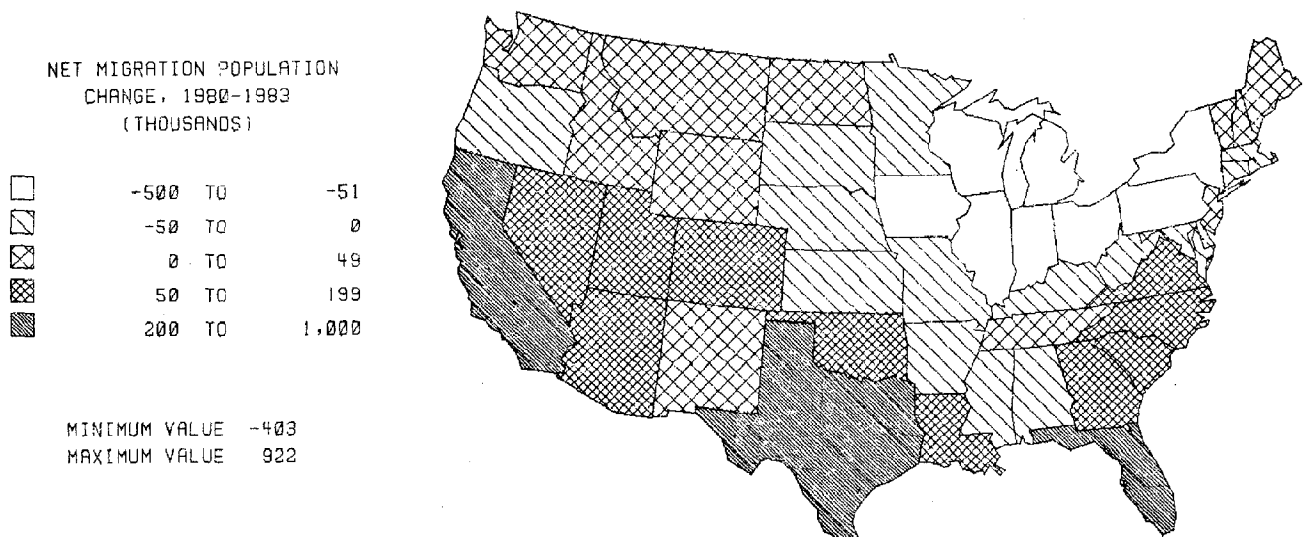 NET MIGRATION POPULATION
CHANGE, 1980-1983
(THOUSANDS)
-500 TO -51
-50 TO 0
0 TO 49
50 TO 199
200 TO 1,000
MINIMUM VALUE -403
MAXIMUM VALUE 922